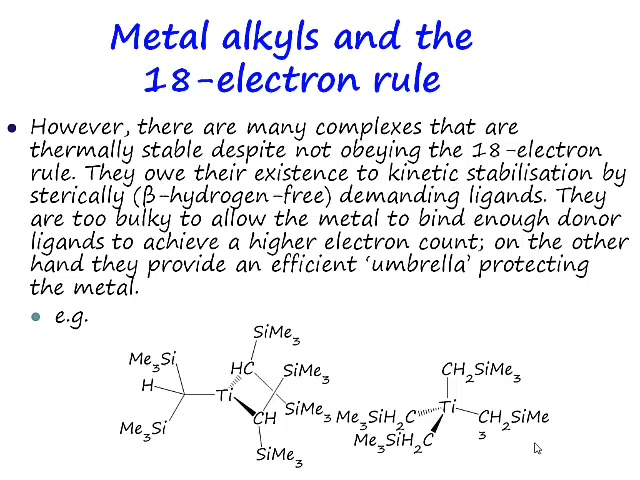 Metal alkyls and the
18-electron rule
However, there are many complexes that are
thermally stable despite not obeying the 18-electron
rule. They owe their existence to kinetic stabilisation by
sterically (β-hydrogen-free) demanding ligands. They
are too bulky to allow the metal to bind enough donor
ligands to achieve a higher electron count; on the other
hand they provide an efficient ‘umbrella’ protecting
the metal.
e.g.
SiMe3
Me3Si
HC
SiMe3
H
Ti
SiMe3
CH
Me3Si
SiMe3
CH2SiMe3
Ti
Me3SiH2C
CH2SiMe3
Me3SiH2C